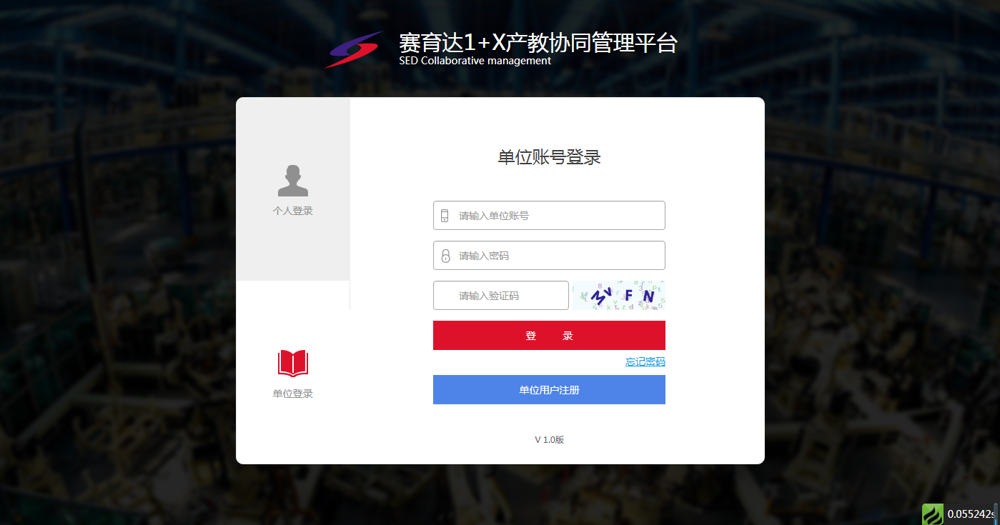 赛育达1+X产教协同管理平台
SED Collaborative management
个人登录
单位登录
单位账号登录
请输入单位账号
请输入密码
请输入验证码
M Y F N
登 录
忘记密码
单位用户注册
V 1.0版
0.055242s